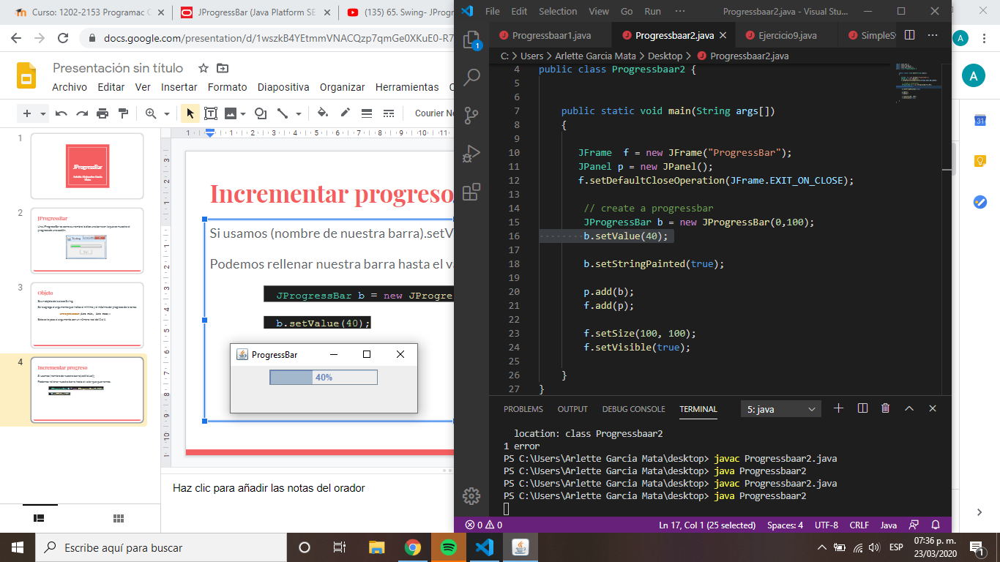 Curso: 1202-2153 Programac
JProgressBar (Java Platform SE
(135) 65. Swing- JProg
docs.google.com/presentation/d/1wszkB4YEtmmVNACQzp7qmGe0XKuE0-R7
A
Presentación sin título
Archivo Editar Ver Insertar Formato Diapositiva Organizar Herramientas
Courier Ne
A
1
JProgressBar
2
JProgressBar
3
Objeto
4
Incrementar progreso
Incrementar progreso
Si usamos (nombre de nuestra barra).setV
Podemos rellenar nuestra barra hasta el va
JProgressBar b = new JProgre
b.setValue(40);
ProgressBar
40%
Haz clic para añadir las notas del orador
File Edit Selection View Go Run ···
Progressbaar2.java - Visual Stu...
Progressbaar1.java
Progressbaar2.java
Ejercicio9.java
SimpleS
C: > Users > Arlette Garcia Mata > Desktop > Progressbaar2.java
4 public class Progressbaar2 {
5
6
7 public static void main(String args[])
8 {
9
10 JFrame  f = new JFrame("ProgressBar");
11 JPanel p = new JPanel();
12 f.setDefaultCloseOperation(JFrame.EXIT_ON_CLOSE);
13
14 // create a progressbar
15 JProgressBar b = new JProgressBar(0,100);
16 b.setValue(40);
17
18 b.setStringPainted(true);
19
20 p.add(b);
21 f.add(p);
22
23 f.setSize(100, 100);
24 f.setVisible(true);
25
26 }
27 }
PROBLEMS OUTPUT DEBUG CONSOLE TERMINAL
5: java
location: class Progressbaar2
1 error
PS C:\Users\Arlette Garcia Mata\desktop> javac Progressbaar2.java
PS C:\Users\Arlette Garcia Mata\desktop> java Progressbaar2
PS C:\Users\Arlette Garcia Mata\desktop> javac Progressbaar2.java
PS C:\Users\Arlette Garcia Mata\desktop> java Progressbaar2
0 0
Ln 17, Col 1 (25 selected) Spaces: 4 UTF-8 CRLF Java
Escribe aquí para buscar
ESP
07:36 p. m.
23/03/2020
1